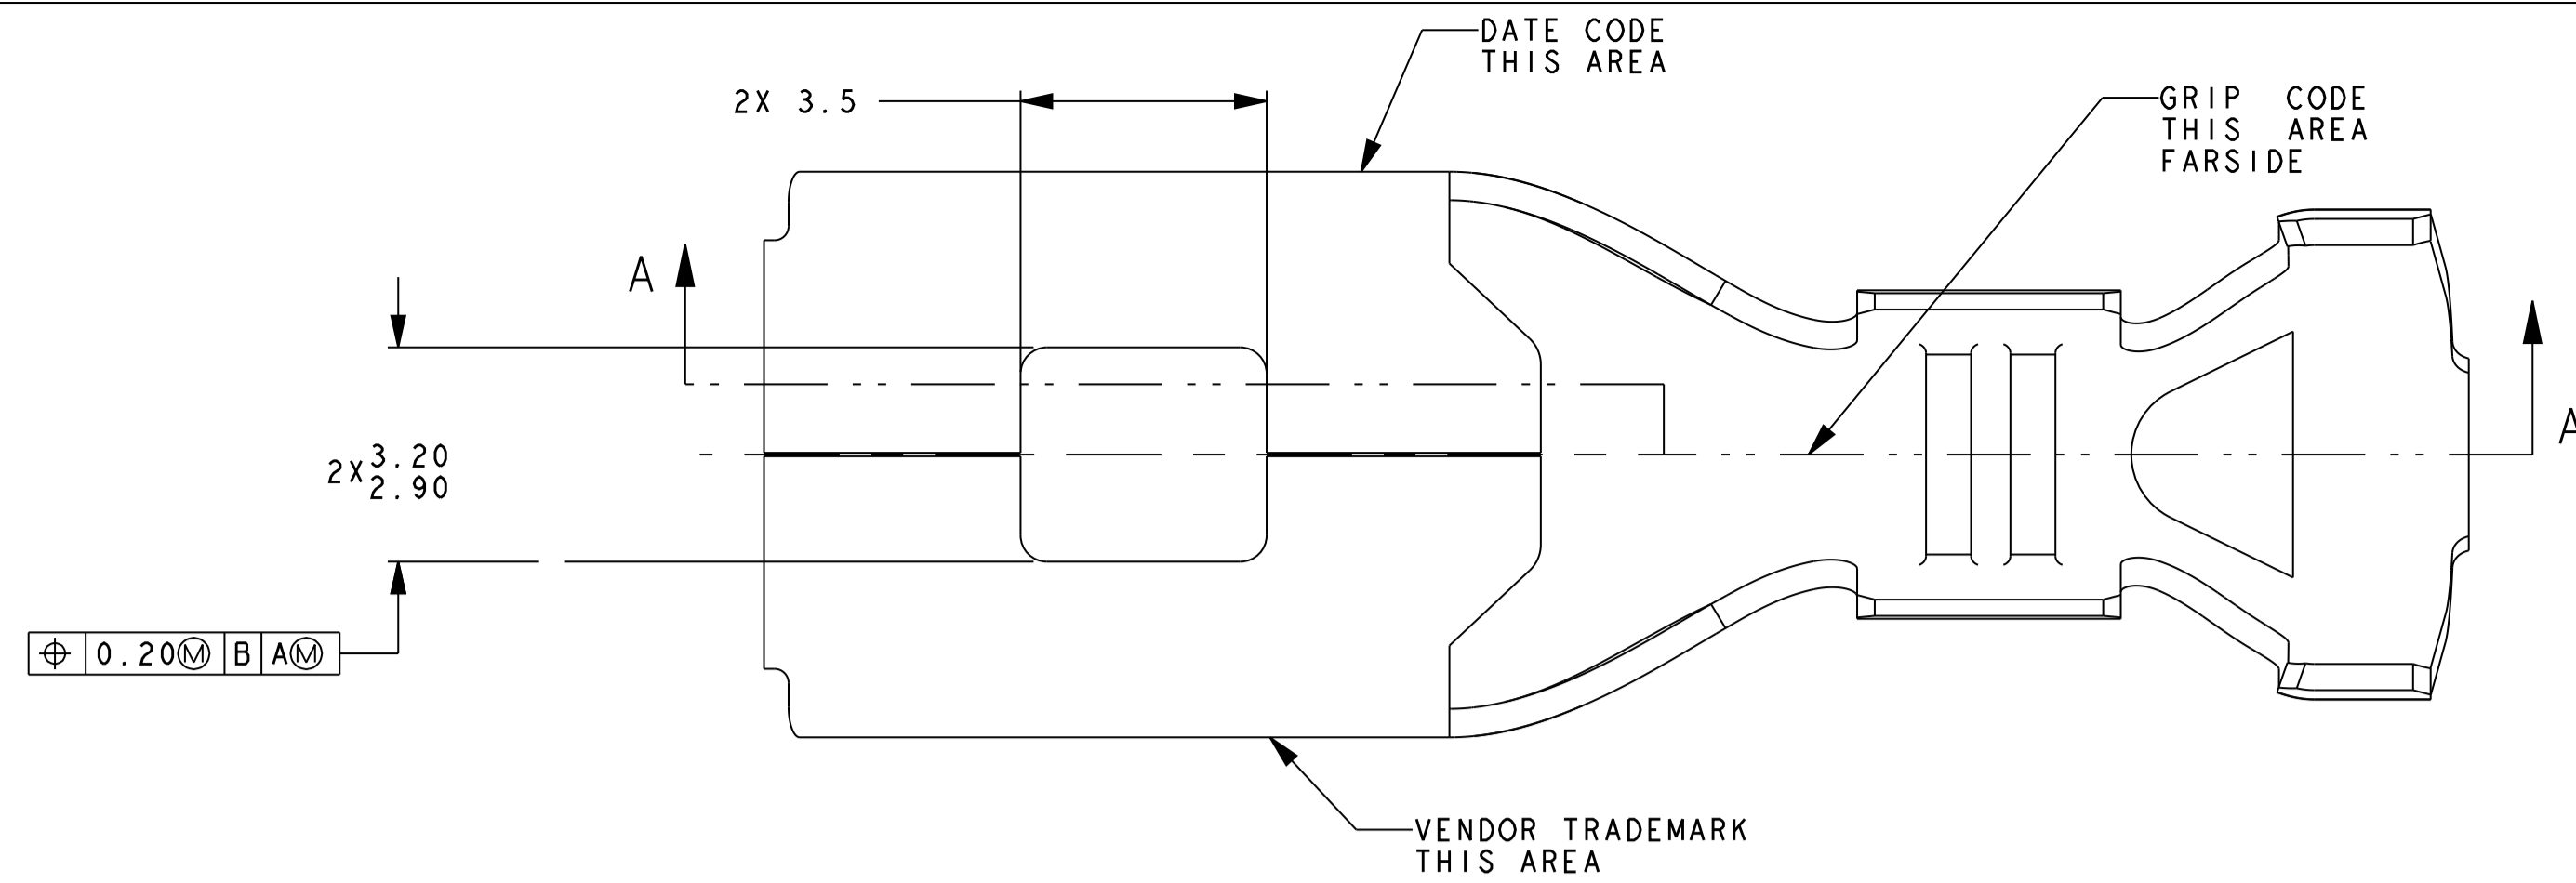 DATE CODE
THIS AREA
2X 3.5
GRIP CODE
THIS AREA
FARSIDE
A
A
2X 3.20
2.90
⌖ 0.20Ⓜ B AⓂ
VENDOR TRADEMARK
THIS AREA